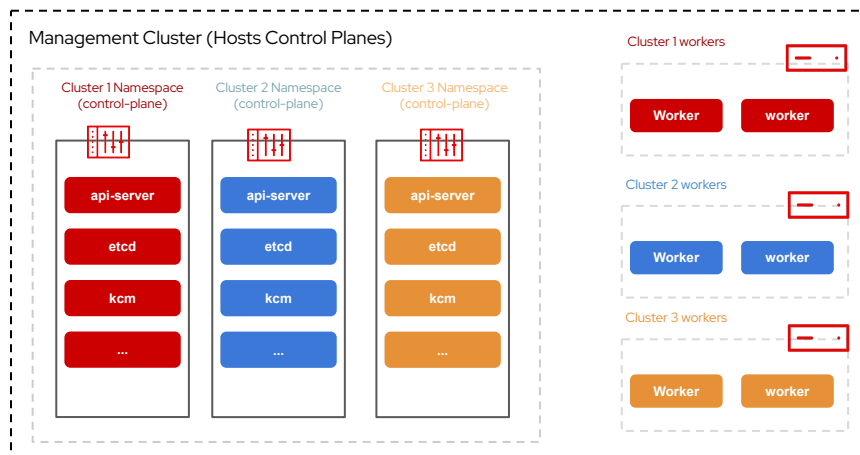 Management Cluster (Hosts Control Planes)
Cluster 1 Namespace
(control-plane)
api-server
etcd
kcm
...
Cluster 2 Namespace
(control-plane)
api-server
etcd
kcm
...
Cluster 3 Namespace
(control-plane)
api-server
etcd
kcm
...
Cluster 1 workers
Worker
worker
Cluster 2 workers
Worker
worker
Cluster 3 workers
Worker
worker